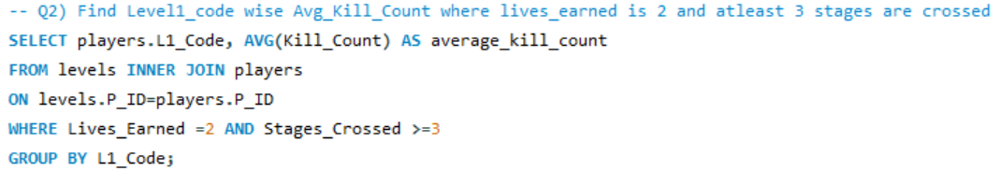 -- Q2) Find Level1_code wise Avg_Kill_Count where lives_earned is 2 and atleast 3 stages are crossed
SELECT players.L1_Code, AVG(Kill_Count) AS average_kill_count
FROM levels INNER JOIN players
ON levels.P_ID=players.P_ID
WHERE Lives_Earned =2 AND Stages_Crossed >=3
GROUP BY L1_Code;